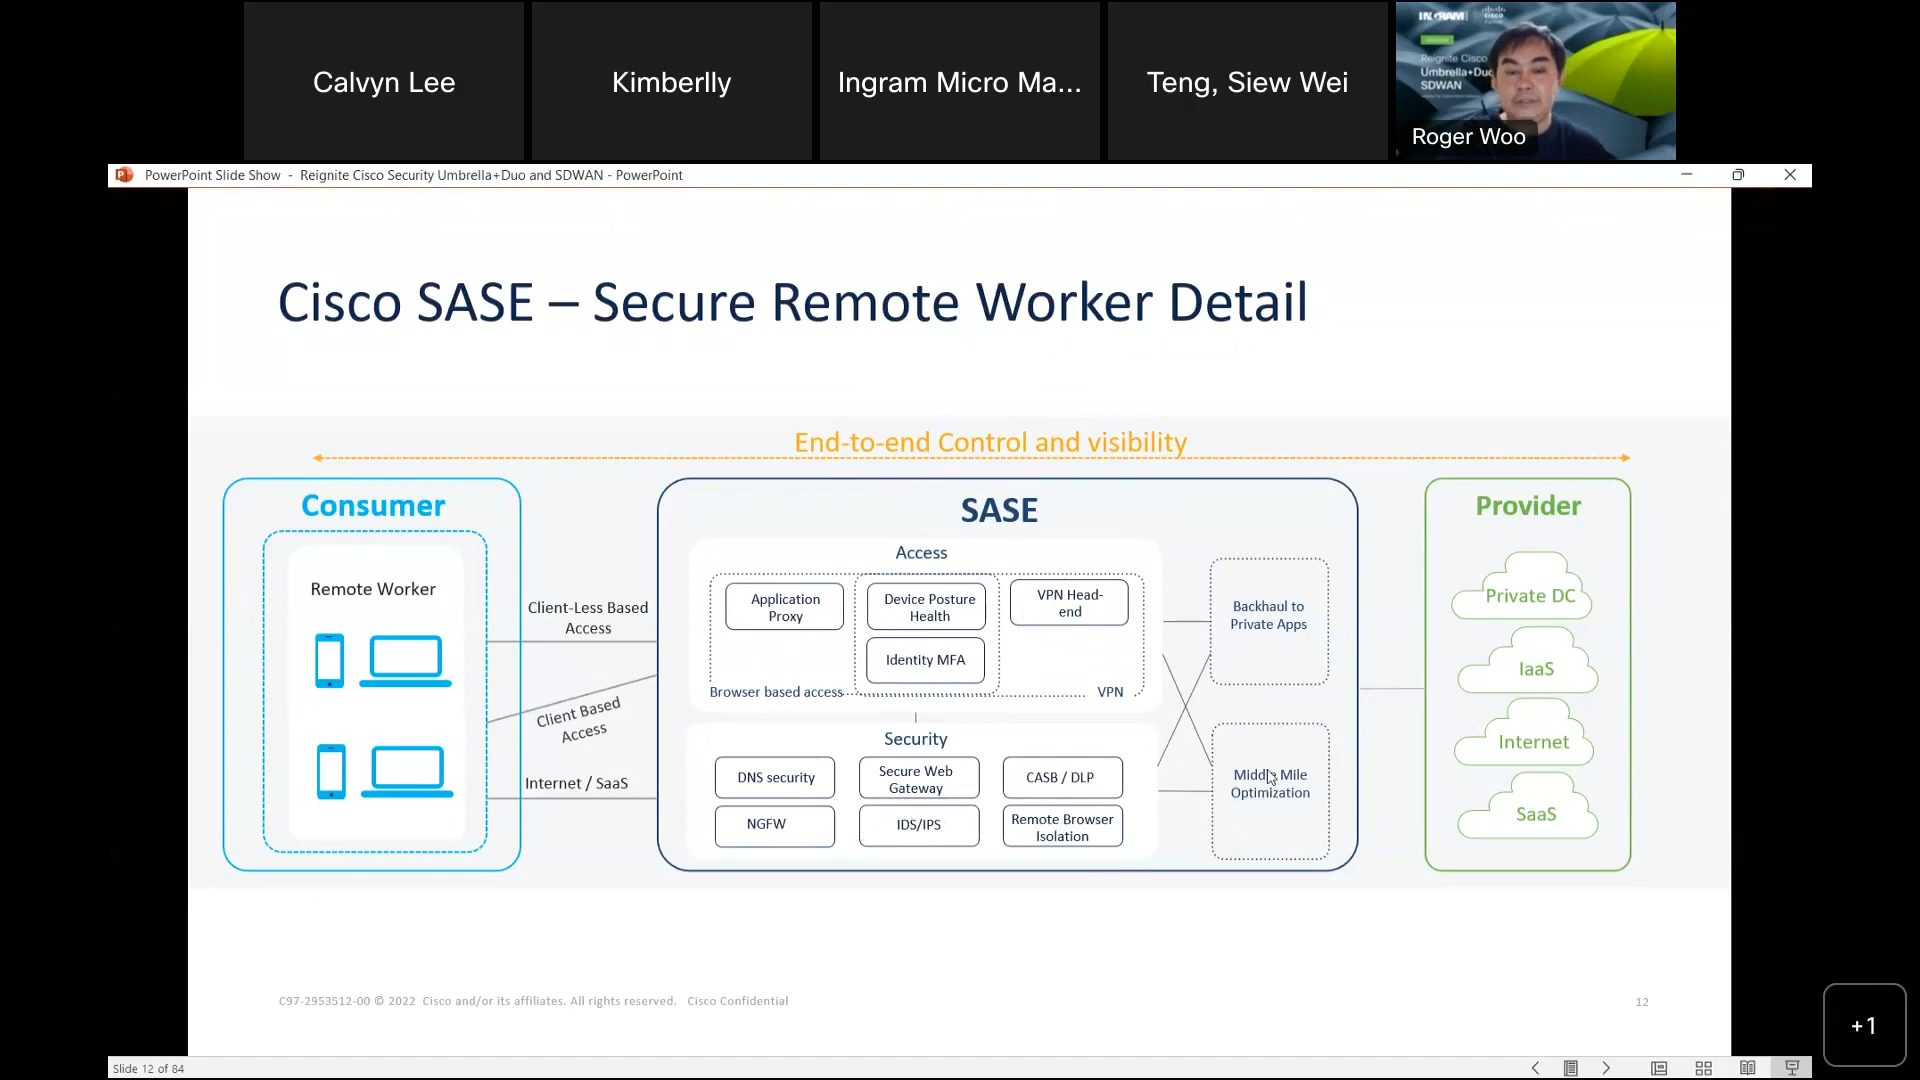 Calvyn Lee
Kimberlly
Ingram Micro Ma...
Teng, Siew Wei
INGRAM
CISCO
Reignite Cisco
Umbrella+Duo
SDWAN
Roger Woo
PowerPoint Slide Show - Reignite Cisco Security Umbrella+Duo and SDWAN - PowerPoint
Cisco SASE – Secure Remote Worker Detail
End-to-end Control and visibility
Consumer
Remote Worker
Client-Less Based
Access
Client Based
Access
Internet / SaaS
SASE
Access
Application
Proxy
Device Posture
Health
VPN Head-
end
Identity MFA
Browser based access
VPN
Security
DNS security
Secure Web
Gateway
CASB / DLP
NGFW
IDS/IPS
Remote Browser
Isolation
Backhaul to
Private Apps
Middle Mile
Optimization
Provider
Private DC
IaaS
Internet
SaaS
C97-2953512-00 © 2022 Cisco and/or its affiliates. All rights reserved. Cisco Confidential
12
+1
Slide 12 of 84